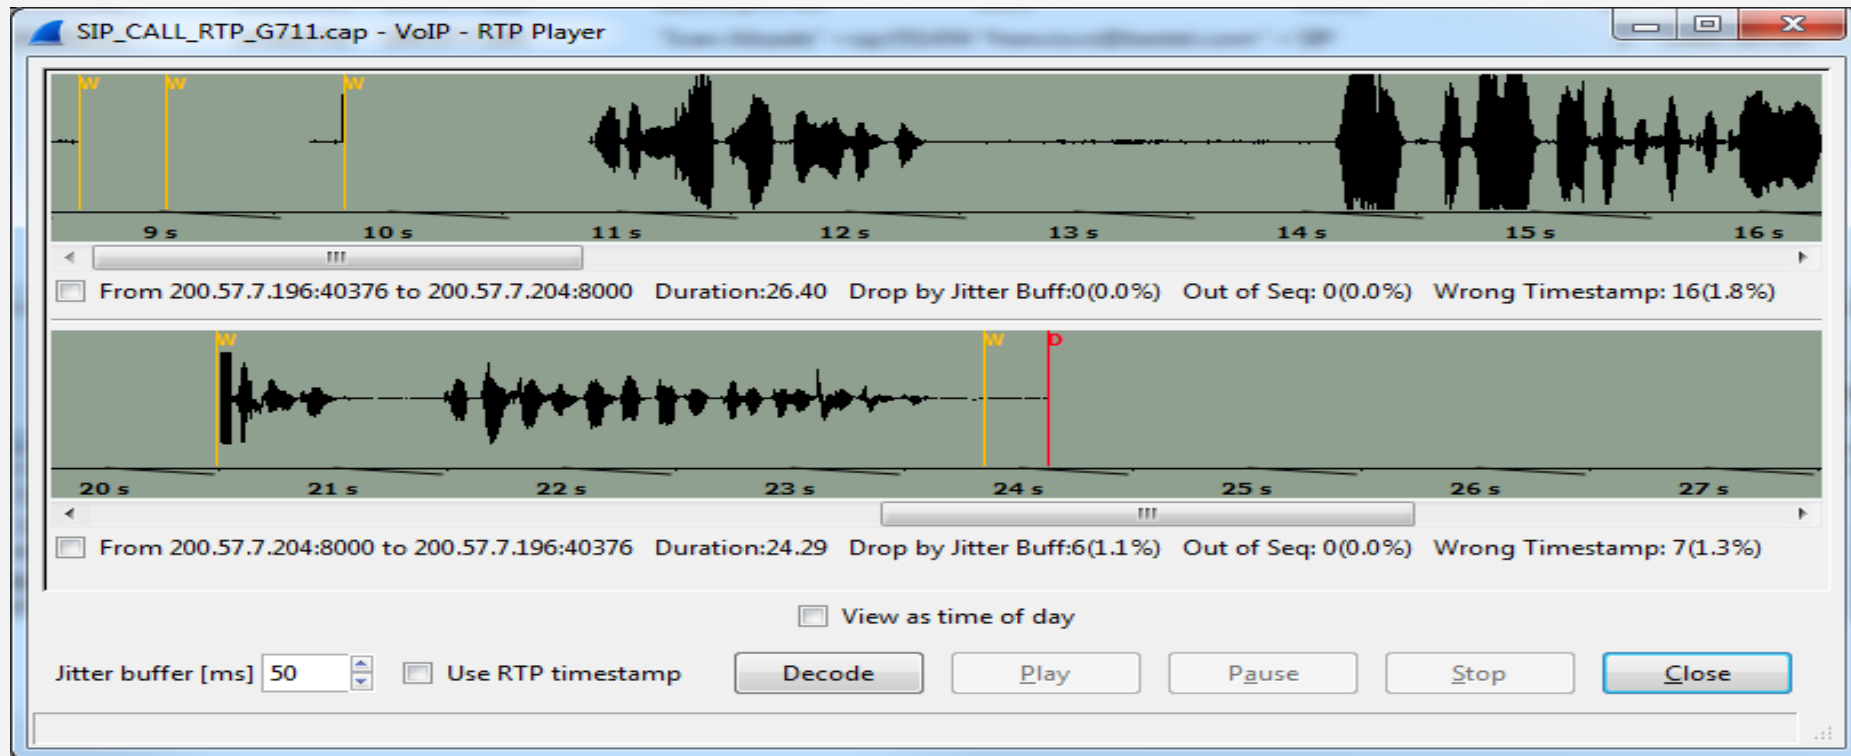 SIP_CALL_RTP_G711.cap - VoIP - RTP Player
W W W
9 s 10 s 11 s 12 s 13 s 14 s 15 s 16 s
From 200.57.7.196:40376 to 200.57.7.204:8000 Duration:26.40 Drop by Jitter Buff:0(0.0%) Out of Seq: 0(0.0%) Wrong Timestamp: 16(1.8%)
W W D
20 s 21 s 22 s 23 s 24 s 25 s 26 s 27 s
From 200.57.7.204:8000 to 200.57.7.196:40376 Duration:24.29 Drop by Jitter Buff:6(1.1%) Out of Seq: 0(0.0%) Wrong Timestamp: 7(1.3%)
View as time of day
Jitter buffer [ms] 50 Use RTP timestamp Decode Play Pause Stop Close